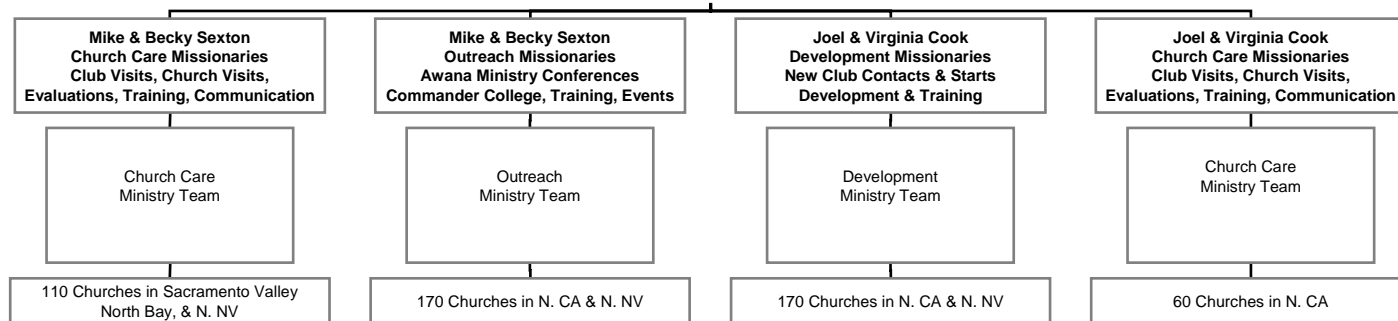 Mike & Becky Sexton
Church Care Missionaries
Club Visits, Church Visits,
Evaluations, Training, Communication
Mike & Becky Sexton
Outreach Missionaries
Awana Ministry Conferences
Commander College, Training, Events
Joel & Virginia Cook
Development Missionaries
New Club Contacts & Starts
Development & Training
Joel & Virginia Cook
Church Care Missionaries
Club Visits, Church Visits,
Evaluations, Training, Communication
Church Care
Ministry Team
Outreach
Ministry Team
Development
Ministry Team
Church Care
Ministry Team
110 Churches in Sacramento Valley
North Bay, & N. NV
170 Churches in N. CA & N. NV
170 Churches in N. CA & N. NV
60 Churches in N. CA